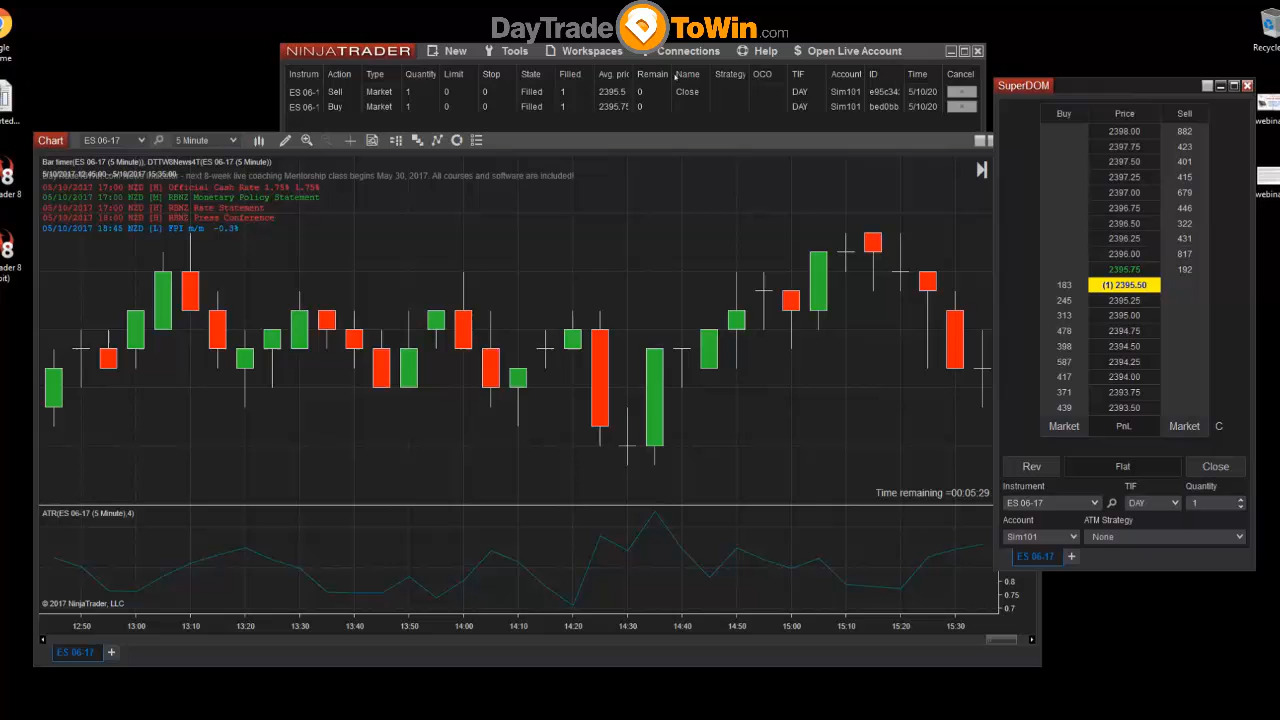 DayTradeToWin.com
NINJATRADER New Tools Workspaces Connections Help $ Open Live Account
Instrum Action Type Quantity Limit Stop State Filled Avg. pric Remain Name Strategy OCO TIF Account ID Time Cancel
ES 06-1 SellM Market 1 0 0 Filled 1 2395.5 0 Close DAY Sim101 e95c34: 5/10/20
ES 06-1 Buy Market 1 0 0 Filled 1 2395.75 0 DAY Sim101 bed0bb 5/10/20
Chart ES 06-17 5 Minute
Bar timer(ES 06-17 (5 Minute)), DTTW8News4T(ES 06-17 (5 Minute))
5/10/2017 12:45:00 - 5/10/2017 15:35:00
- next 8-week live coaching Mentorship class begins May 30, 2017. All courses and software are included!
05/10/2017 17:00 NZD [H] Official Cash Rate 1.75% 1.75%
05/10/2017 17:00 NZD [M] RBNZ Monetary Policy Statement
05/10/2017 17:00 NZD [H] RBNZ Rate Statement
05/10/2017 18:00 NZD [H] RBNZ Press Conference
05/10/2017 18:45 NZD [L] FPI m/m -0.3%
Time remaining =00:05:29
ATR(ES 06-17 (5 Minute),4)
0.8
0.75
0.7
© 2017 NinjaTrader, LLC
12:50 13:00 13:10 13:20 13:30 13:40 13:50 14:00 14:10 14:20 14:30 14:40 14:50 15:00 15:10 15:20 15:30
ES 06-17 +
SuperDOM
Buy Price Sell
2398.00 882
2397.75 423
2397.50 401
2397.25 415
2397.00 679
2396.75 446
2396.50 322
2396.25 431
2396.00 817
2395.75 192
183 (1) 2395.50
245 2395.25
313 2395.00
478 2394.75
398 2394.50
587 2394.25
417 2394.00
371 2393.75
439 2393.50
Market PnL Market C
Rev Flat Close
Instrument TIF Quantity
ES 06-17 DAY 1
Account ATM Strategy
Sim101 None
ES 06-17 +
gle
me
rted...
ader 8
ader 8
bit)
Recycle
webina
webina